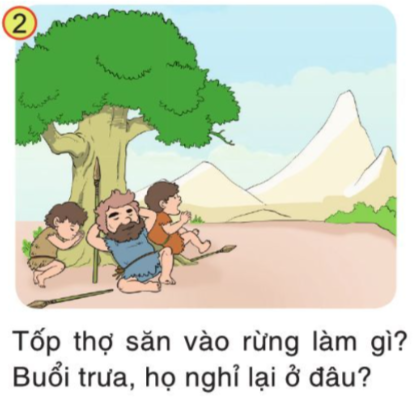 2
Tốp thợ săn vào rừng làm gì?
Buổi trưa, họ nghỉ lại ở đâu?